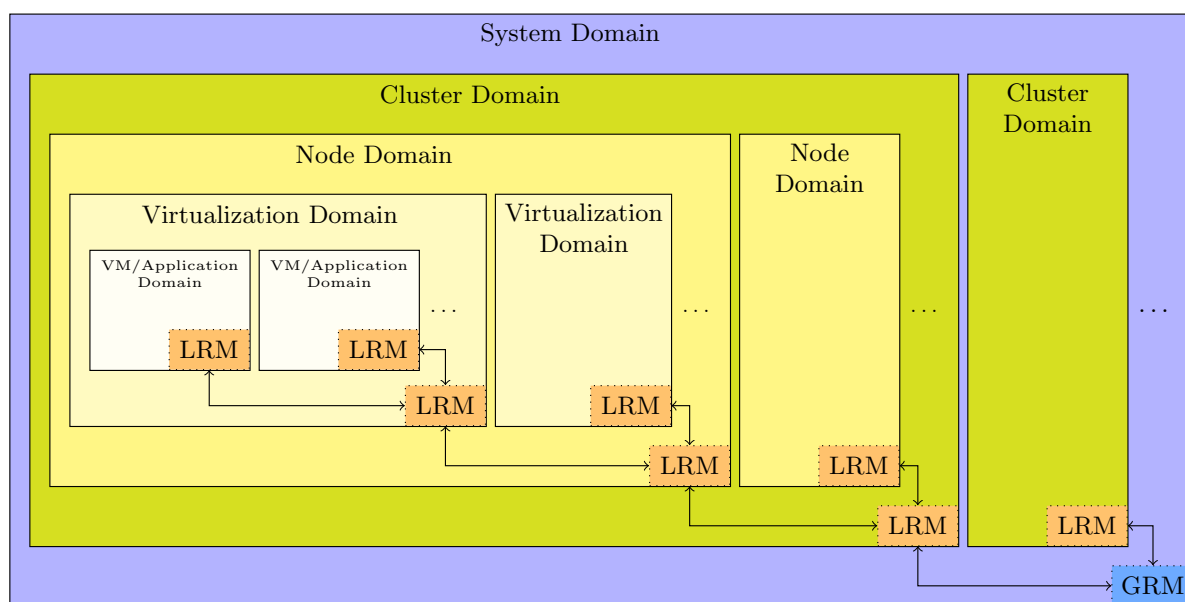 System Domain
Cluster Domain
Cluster
Domain
Node Domain
Node
Domain
Virtualization Domain
Virtualization
Domain
VM/Application
Domain
VM/Application
Domain
...
...
...
...
LRM
LRM
LRM
LRM
LRM
LRM
LRM
LRM
GRM